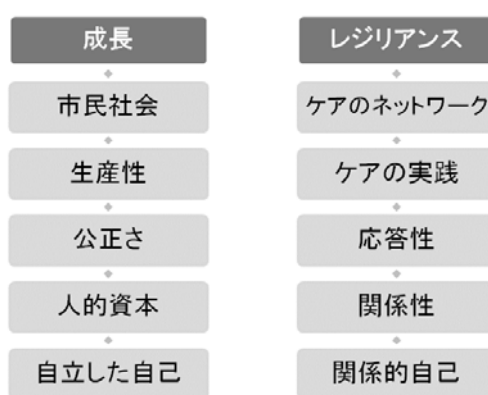 成長
市民社会
生産性
公正さ
人的資本
自立した自己
レジリアンス
ケアのネットワーク
ケアの実践
応答性
関係性
関係的自己